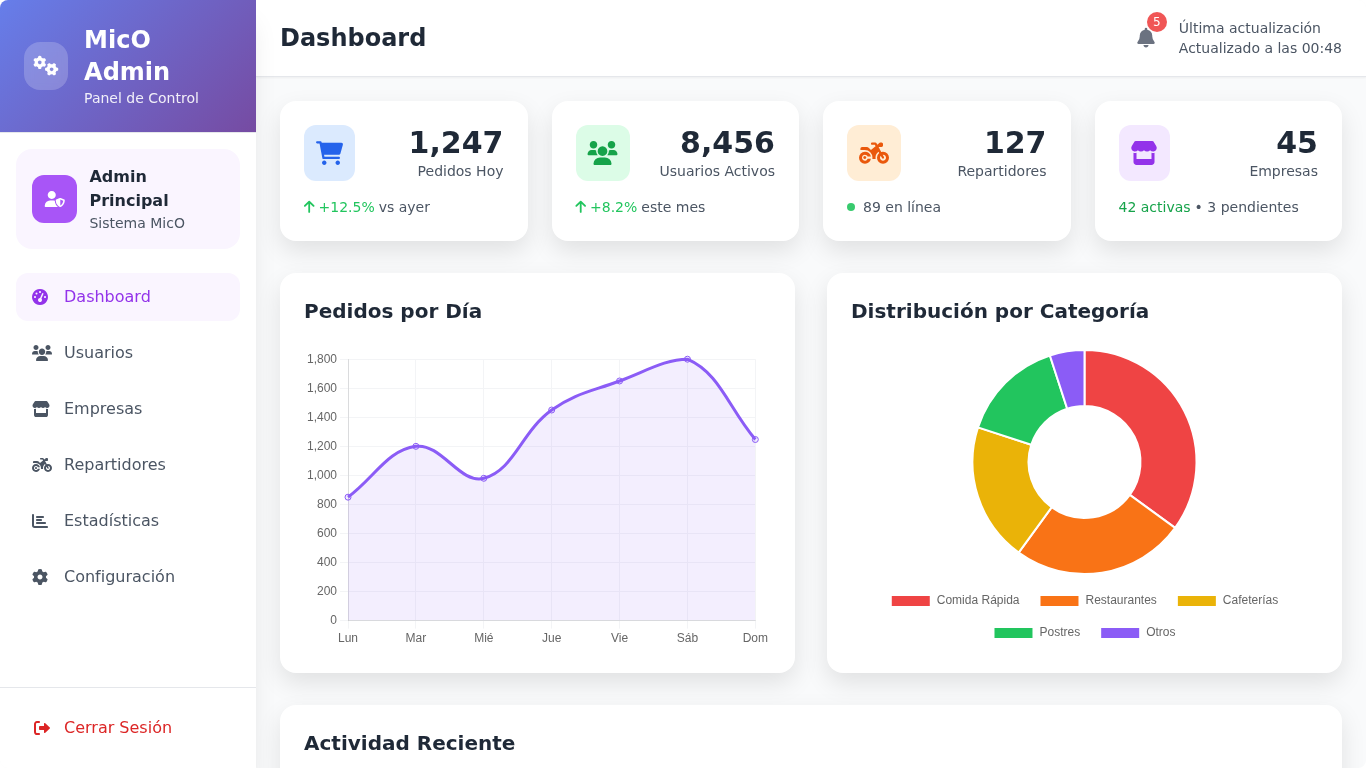 MicO
Admin
Panel de Control
Admin
Principal
Sistema MicO
Dashboard
Usuarios
Empresas
Repartidores
Estadísticas
Configuración
Cerrar Sesión
Dashboard
5
Última actualización
Actualizado a las 00:48
1,247
Pedidos Hoy
+12.5% vs ayer
8,456
Usuarios Activos
+8.2% este mes
127
Repartidores
89 en línea
45
Empresas
42 activas • 3 pendientes
Pedidos por Día
1,800
1,600
1,400
1,200
1,000
800
600
400
200
0
Lun Mar Mié Jue Vie Sáb Dom
Distribución por Categoría
Comida Rápida Restaurantes Cafeterías
Postres Otros
Actividad Reciente